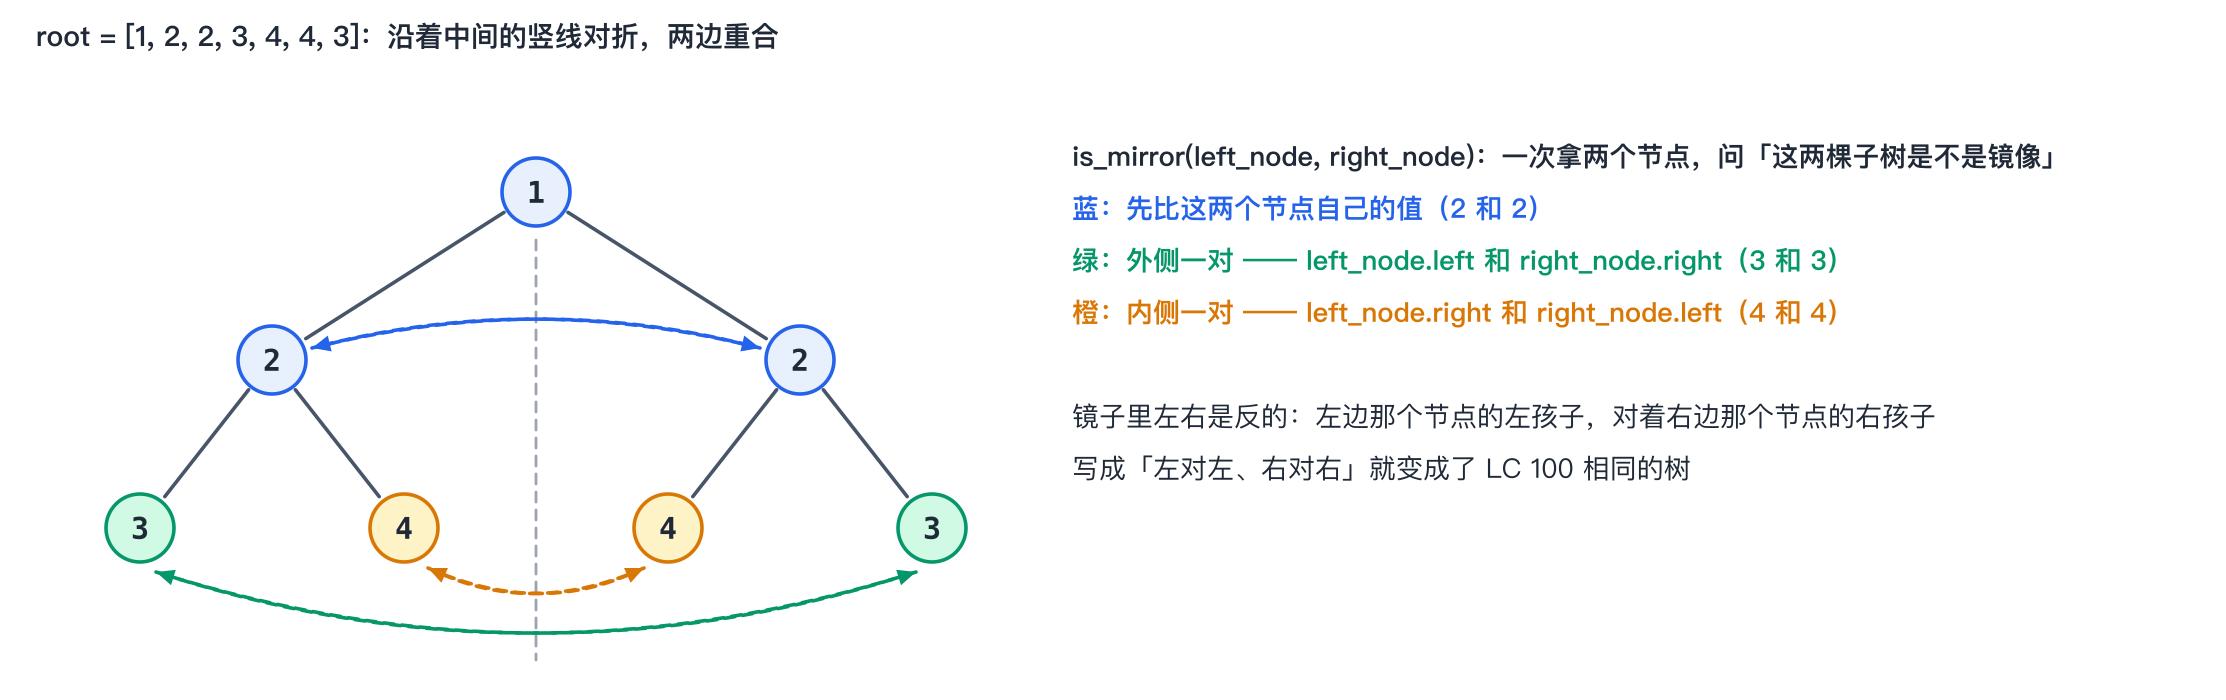 root = [1, 2, 2, 3, 4, 4, 3]：沿着中间的竖线对折，两边重合
is_mirror(left_node, right_node)：一次拿两个节点，问「这两棵子树是不是镜像」
蓝：先比这两个节点自己的值（2 和 2）
绿：外侧一对 —— left_node.left 和 right_node.right（3 和 3）
橙：内侧一对 —— left_node.right 和 right_node.left（4 和 4）
镜子里左右是反的：左边那个节点的左孩子，对着右边那个节点的右孩子
写成「左对左、右对右」就变成了 LC 100 相同的树
1
2 2
3 4 4 3